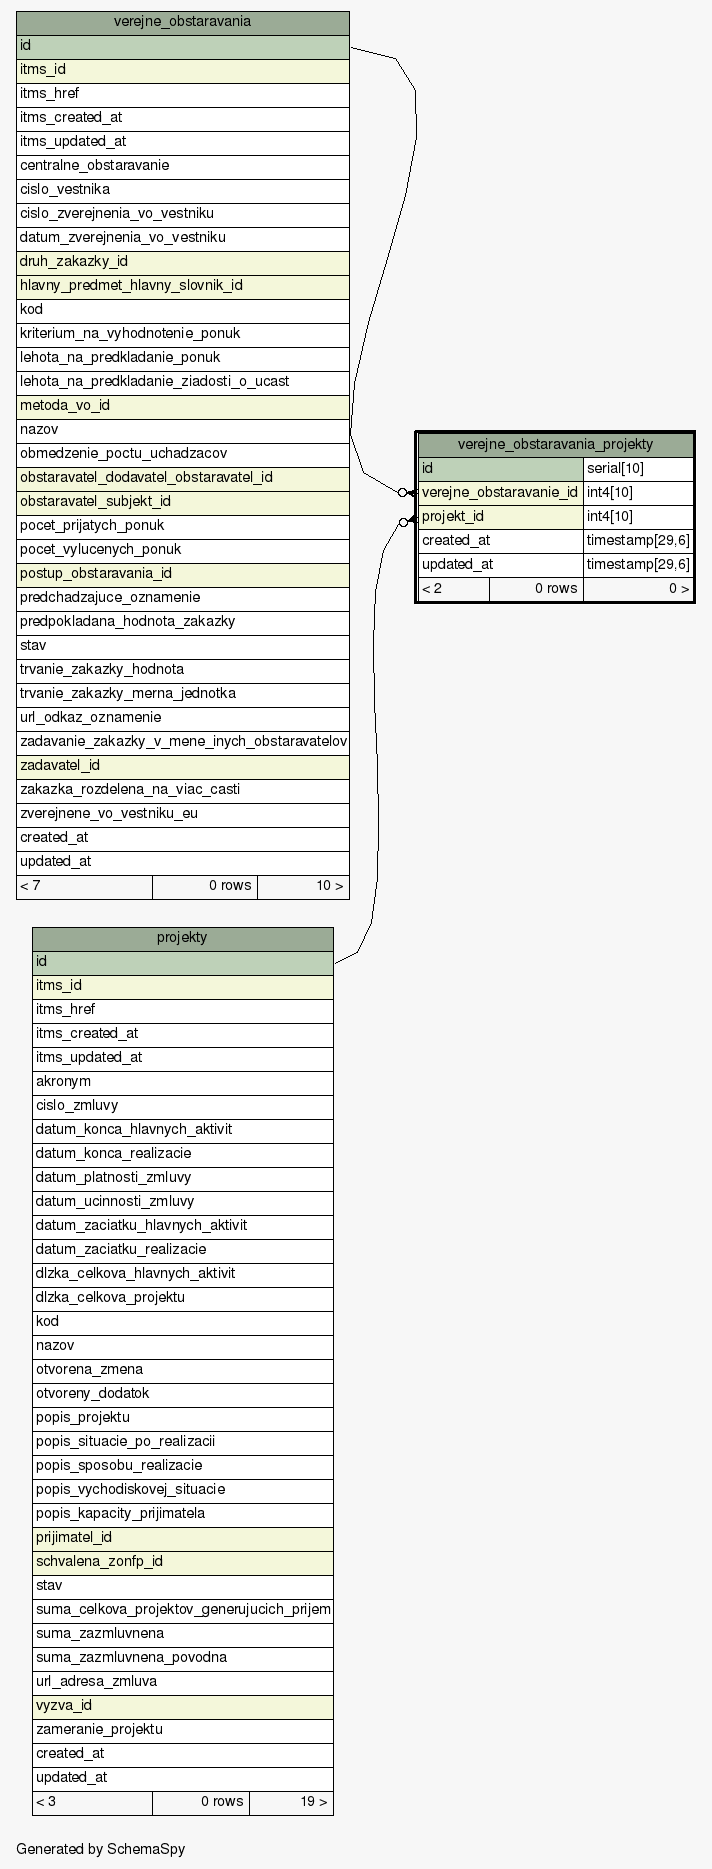 verejne_obstaravania
id
itms_id
itms_href
itms_created_at
itms_updated_at
centralne_obstaravanie
cislo_vestnika
cislo_zverejnenia_vo_vestniku
datum_zverejnenia_vo_vestniku
druh_zakazky_id
hlavny_predmet_hlavny_slovnik_id
kod
kriterium_na_vyhodnotenie_ponuk
lehota_na_predkladanie_ponuk
lehota_na_predkladanie_ziadosti_o_ucast
metoda_vo_id
nazov
obmedzenie_poctu_uchadzacov
obstaravatel_dodavatel_obstaravatel_id
obstaravatel_subjekt_id
pocet_prijatych_ponuk
pocet_vylucenych_ponuk
postup_obstaravania_id
predchadzajuce_oznamenie
predpokladana_hodnota_zakazky
stav
trvanie_zakazky_hodnota
trvanie_zakazky_merna_jednotka
url_odkaz_oznamenie
zadavanie_zakazky_v_mene_inych_obstaravatelov
zadavatel_id
zakazka_rozdelena_na_viac_casti
zverejnene_vo_vestniku_eu
created_at
updated_at
< 7 0 rows 10 >
verejne_obstaravania_projekty
id serial[10]
verejne_obstaravanie_id int4[10]
projekt_id int4[10]
created_at timestamp[29,6]
updated_at timestamp[29,6]
< 2 0 rows 0 >
projekty
id
itms_id
itms_href
itms_created_at
itms_updated_at
akronym
cislo_zmluvy
datum_konca_hlavnych_aktivit
datum_konca_realizacie
datum_platnosti_zmluvy
datum_ucinnosti_zmluvy
datum_zaciatku_hlavnych_aktivit
datum_zaciatku_realizacie
dlzka_celkova_hlavnych_aktivit
dlzka_celkova_projektu
kod
nazov
otvorena_zmena
otvoreny_dodatok
popis_projektu
popis_situacie_po_realizacii
popis_sposobu_realizacie
popis_vychodiskovej_situacie
popis_kapacity_prijimatela
prijimatel_id
schvalena_zonfp_id
stav
suma_celkova_projektov_generujucich_prijem
suma_zazmluvnena
suma_zazmluvnena_povodna
url_adresa_zmluva
vyzva_id
zameranie_projektu
created_at
updated_at
< 3 0 rows 19 >
Generated by SchemaSpy